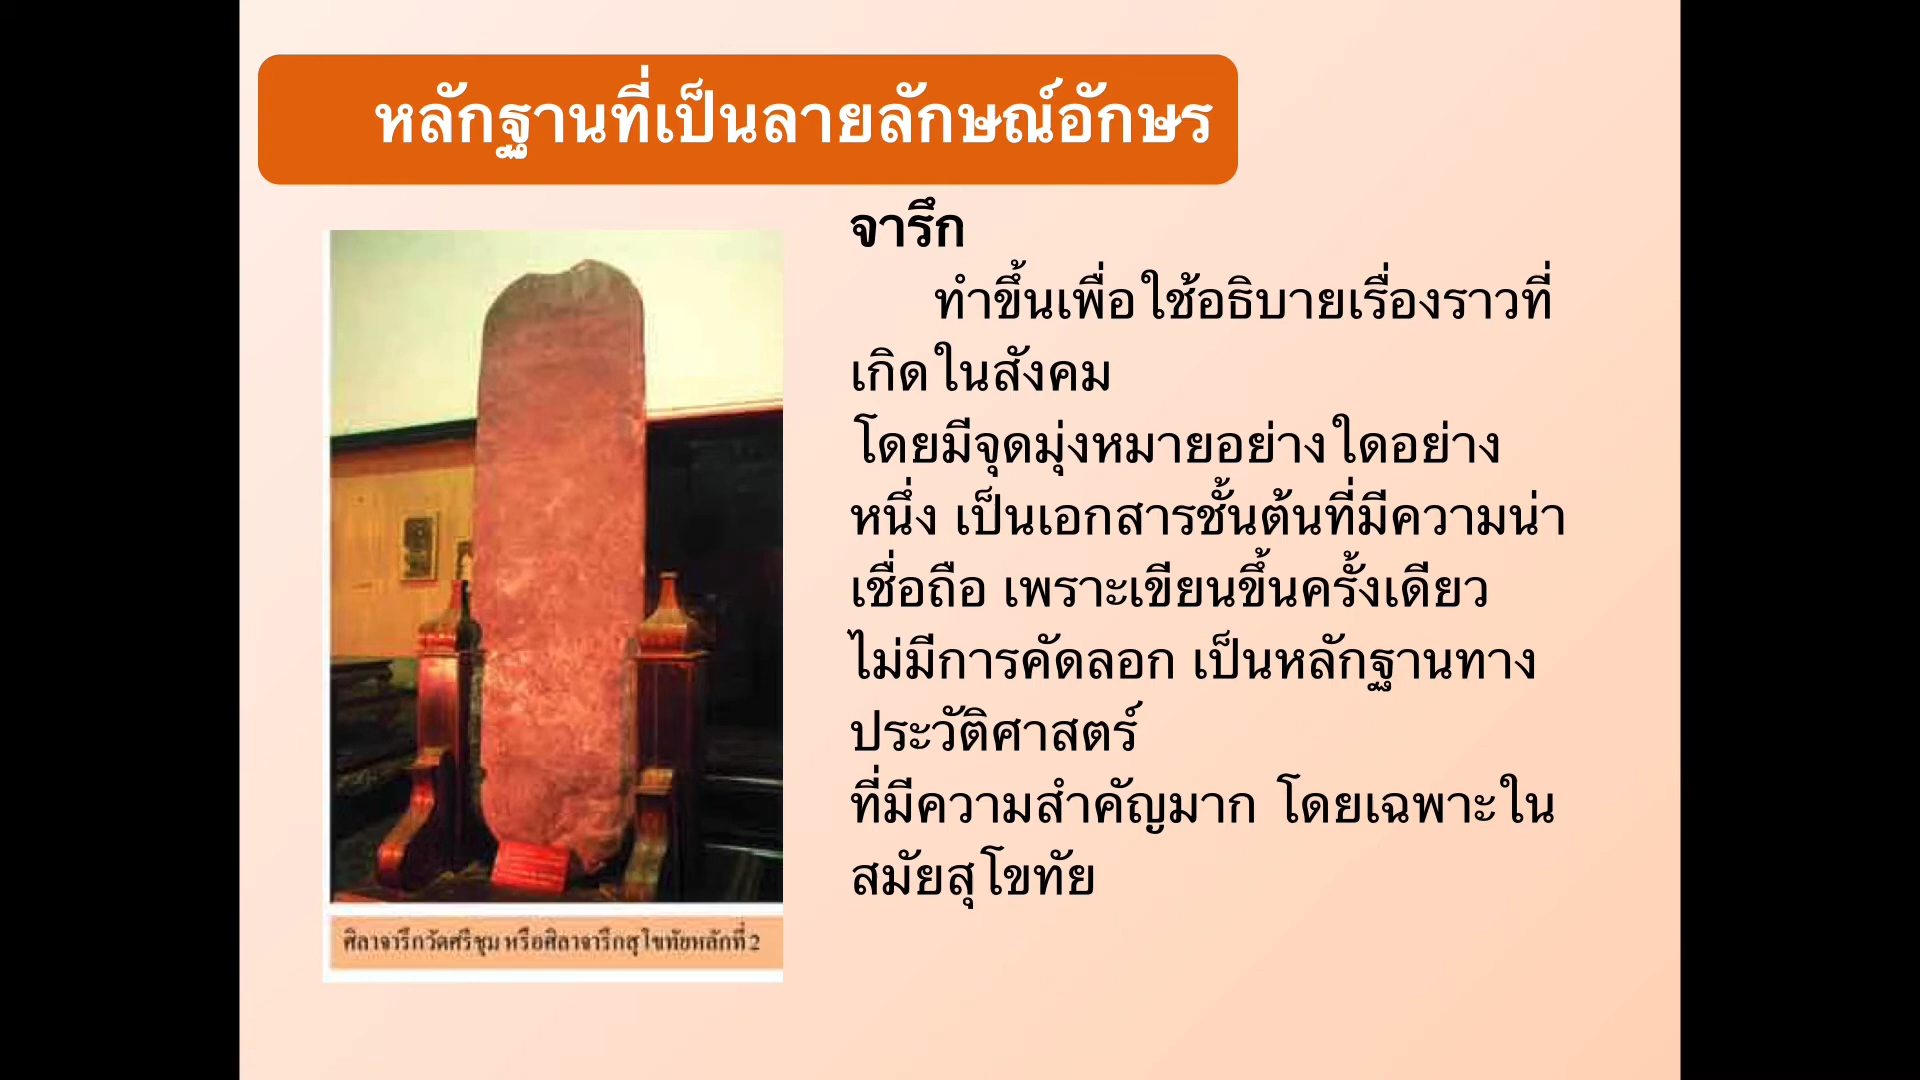 หลักฐานที่เป็นลายลักษณ์อักษร
จารึก
ทำขึ้นเพื่อใช้อธิบายเรื่องราวที่
เกิดในสังคม
โดยมีจุดมุ่งหมายอย่างใดอย่าง
หนึ่ง เป็นเอกสารชั้นต้นที่มีความน่า
เชื่อถือ เพราะเขียนขึ้นครั้งเดียว
ไม่มีการคัดลอก เป็นหลักฐานทาง
ประวัติศาสตร์
ที่มีความสำคัญมาก โดยเฉพาะใน
สมัยสุโขทัย
ศิลาจารึกวัดศรีชุม หรือศิลาจารึกสุโขทัยหลักที่ 2